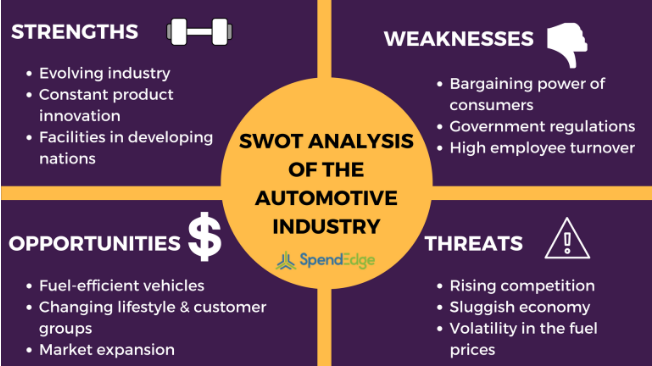 STRENGTHS
• Evolving industry
• Constant product
innovation
• Facilities in developing
nations
WEAKNESSES
• Bargaining power of
consumers
• Government regulations
• High employee turnover
SWOT ANALYSIS
OF THE
AUTOMOTIVE
INDUSTRY
SpendEdge
OPPORTUNITIES
• Fuel-efficient vehicles
• Changing lifestyle & customer
groups
• Market expansion
THREATS
• Rising competition
• Sluggish economy
• Volatility in the fuel
prices